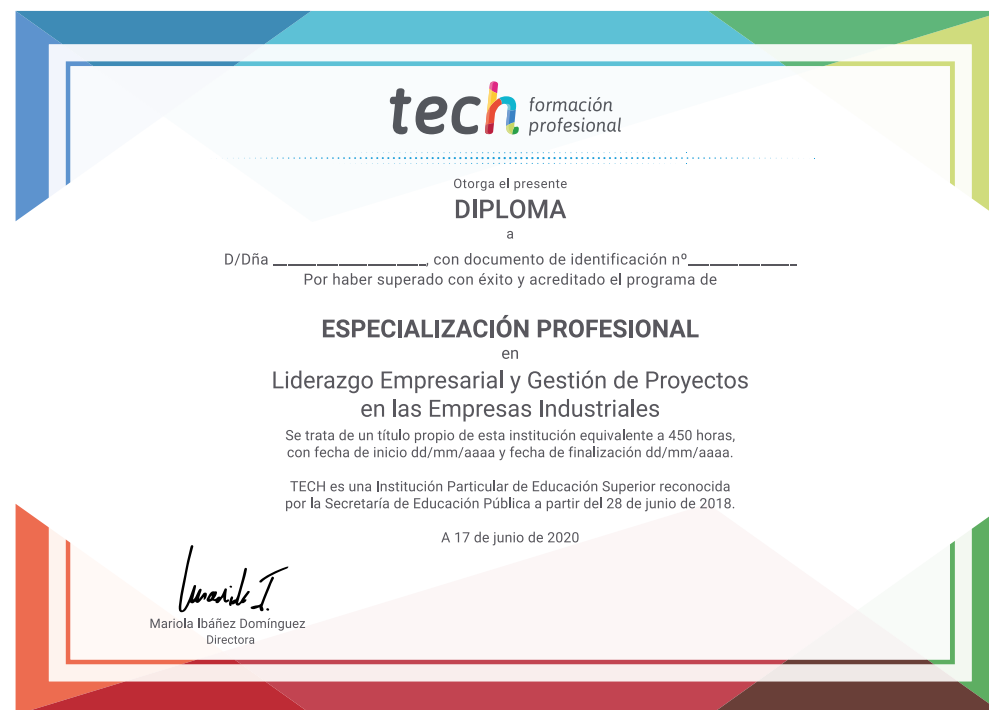 tech formación
profesional
Otorga el presente
DIPLOMA
a
D/Dña ____________________, con documento de identificación nº______________
Por haber superado con éxito y acreditado el programa de
ESPECIALIZACIÓN PROFESIONAL
en
Liderazgo Empresarial y Gestión de Proyectos
en las Empresas Industriales
Se trata de un título propio de esta institución equivalente a 450 horas,
con fecha de inicio dd/mm/aaaa y fecha de finalización dd/mm/aaaa.
TECH es una Institución Particular de Educación Superior reconocida
por la Secretaría de Educación Pública a partir del 28 de junio de 2018.
A 17 de junio de 2020
Mariola Ibáñez Domínguez
Directora